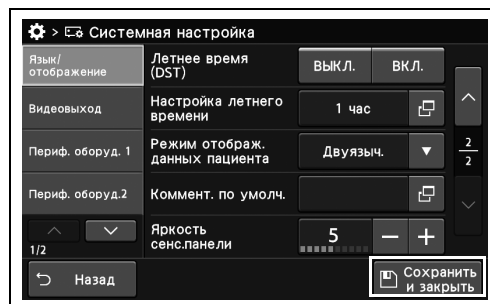 > Системная настройка
Язык/
отображение
Видеовыход
Периф. оборуд. 1
Периф. оборуд.2
1/2
Летнее время
(DST)
ВЫКЛ. ВКЛ.
Настройка летнего
времени
1 час
Режим отображ.
данных пациента
Двуязыч.
Коммент. по умолч.
Яркость
сенс.панели
5
2
2
Назад
Сохранить
и закрыть